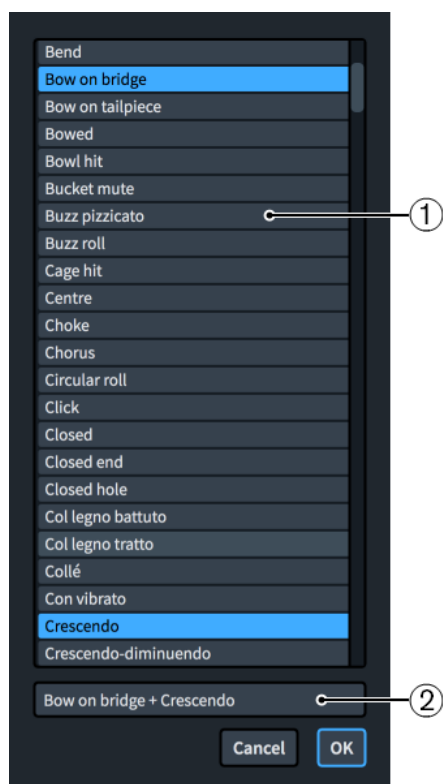 Bend
Bow on bridge
Bow on tailpiece
Bowed
Bowl hit
Bucket mute
Buzz pizzicato
1
Buzz roll
Cage hit
Centre
Choke
Chorus
Circular roll
Click
Closed
Closed end
Closed hole
Col legno battuto
Col legno tratto
Collé
Con vibrato
Crescendo
Crescendo-diminuendo
Bow on bridge + Crescendo
2
Cancel
OK